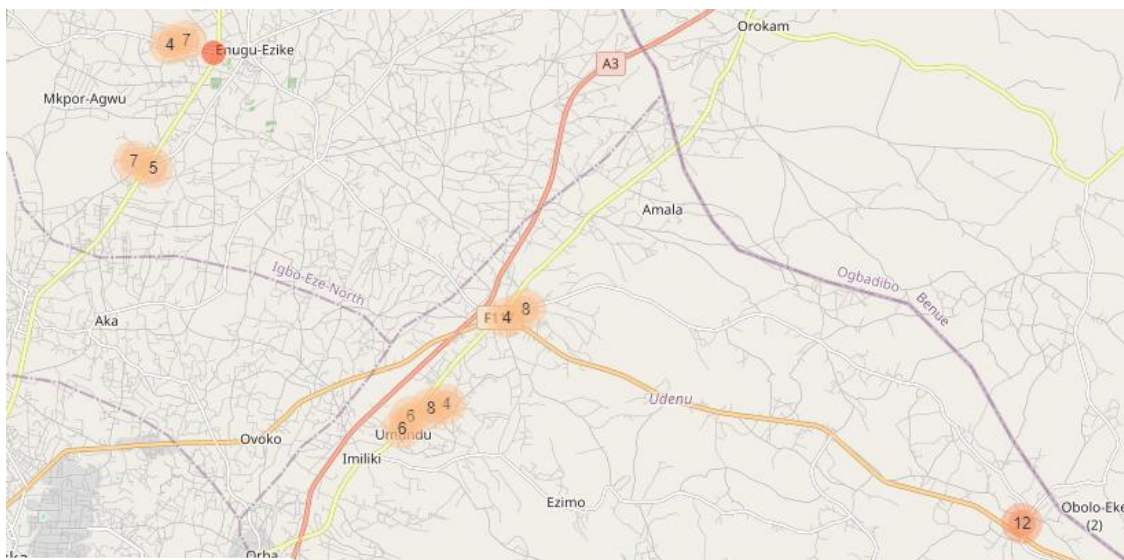 Orokam
4 7
Enugu-Ezike
A3
Mkpor-Agwu
7 5
Amala
Igbo-Eze-North
Ogbadibo
Benue
4 8
Aka
Udenu
6 8 4
6
Ovoko
Imiliki
Ezimo
Obolo-Eke
(2)
12
Orba